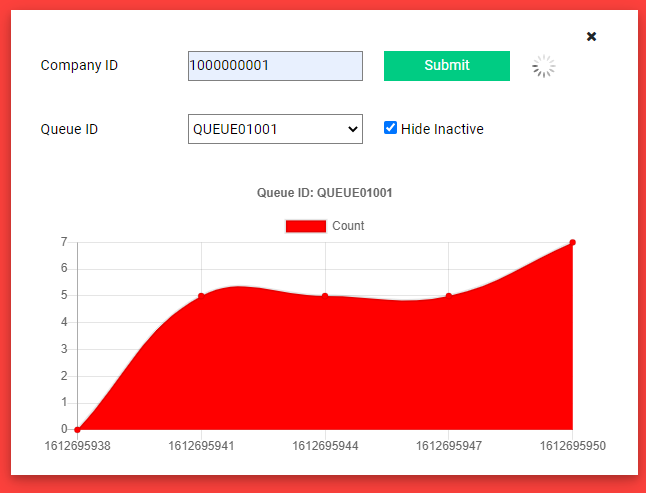 Company ID 1000000001 Submit
Queue ID QUEUE01001 Hide Inactive
Queue ID: QUEUE01001
Count
7
6
5
4
3
2
1
0
1612695938 1612695941 1612695944 1612695947 1612695950